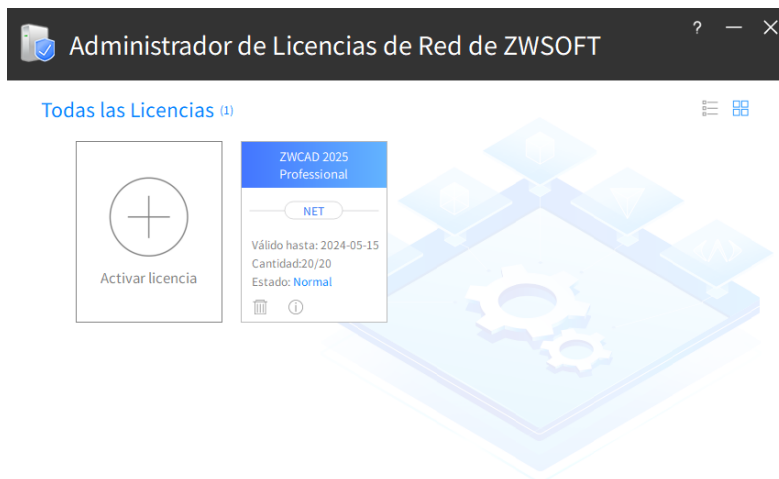 Administrador de Licencias de Red de ZWSOFT
?
Todas las Licencias (1)
Activar licencia
ZWCAD 2025
Professional
NET
Válido hasta: 2024-05-15
Cantidad:20/20
Estado: Normal